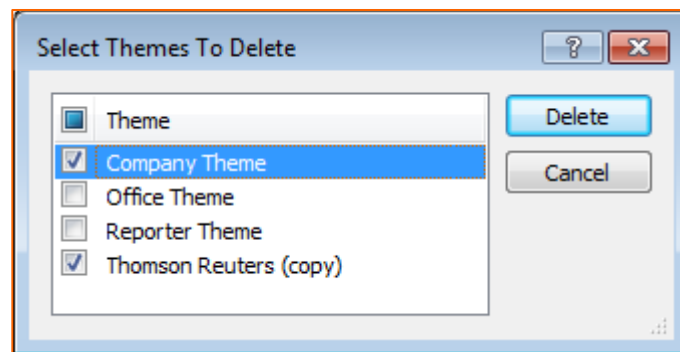 Select Themes To Delete
Theme
Delete
Company Theme
Cancel
Office Theme
Reporter Theme
Thomson Reuters (copy)